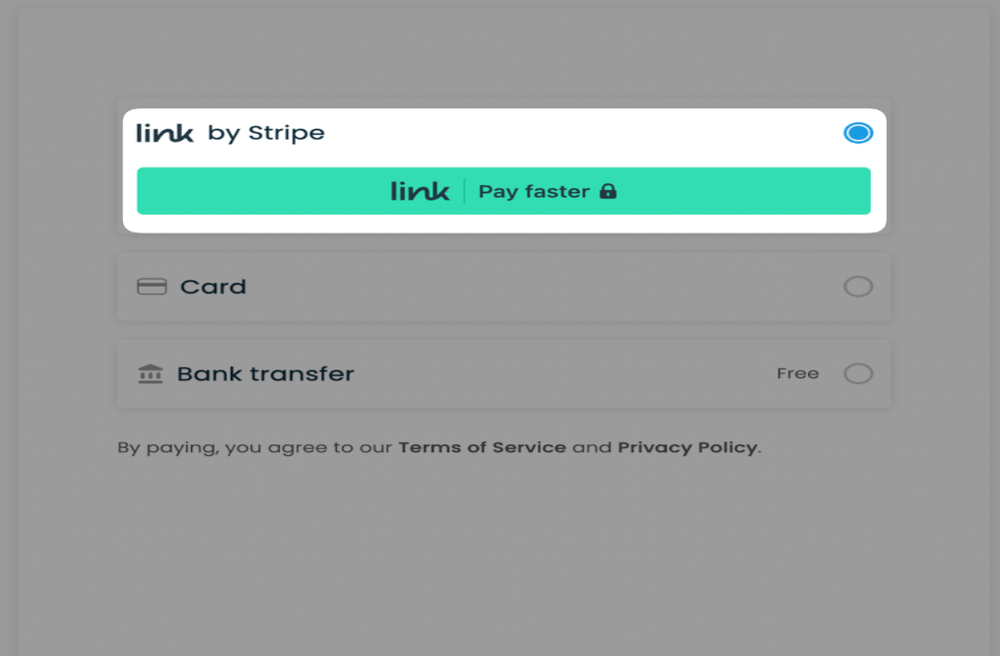 link by Stripe
link Pay faster
Card
Bank transfer Free
By paying, you agree to our Terms of Service and Privacy Policy.